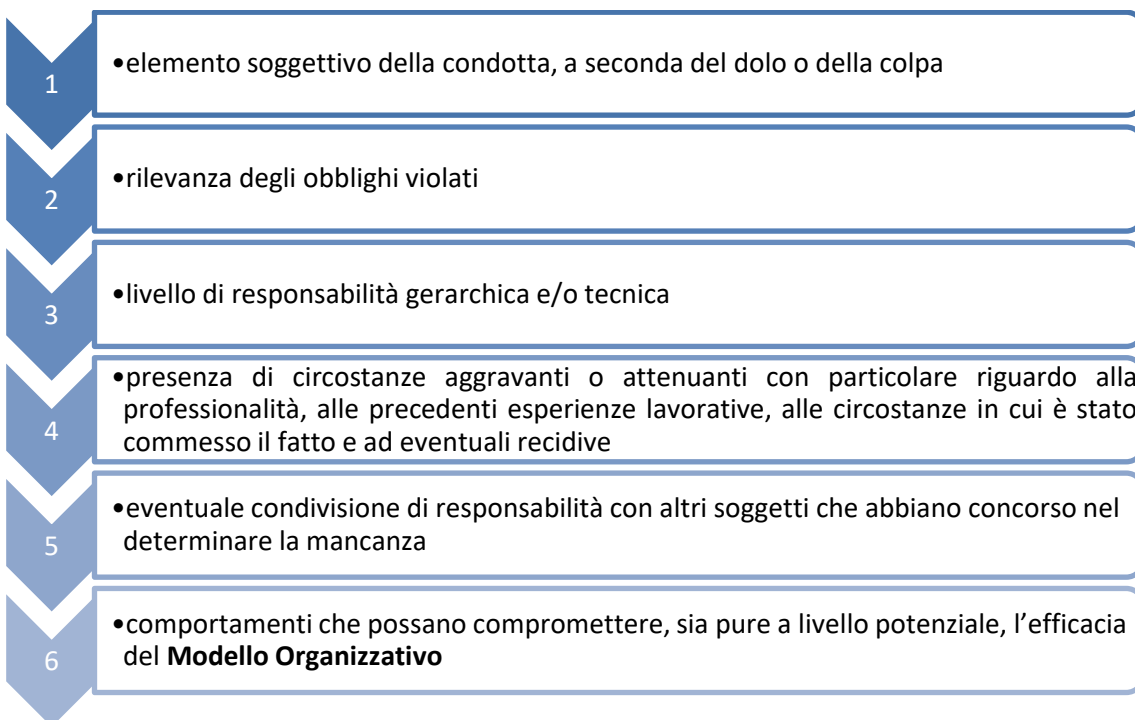 1
•elemento soggettivo della condotta, a seconda del dolo o della colpa
2
•rilevanza degli obblighi violati
3
•livello di responsabilità gerarchica e/o tecnica
4
•presenza di circostanze aggravanti o attenuanti con particolare riguardo alla
professionalità, alle precedenti esperienze lavorative, alle circostanze in cui è stato
commesso il fatto e ad eventuali recidive
5
•eventuale condivisione di responsabilità con altri soggetti che abbiano concorso nel
determinare la mancanza
6
•comportamenti che possano compromettere, sia pure a livello potenziale, l’efficacia
del Modello Organizzativo